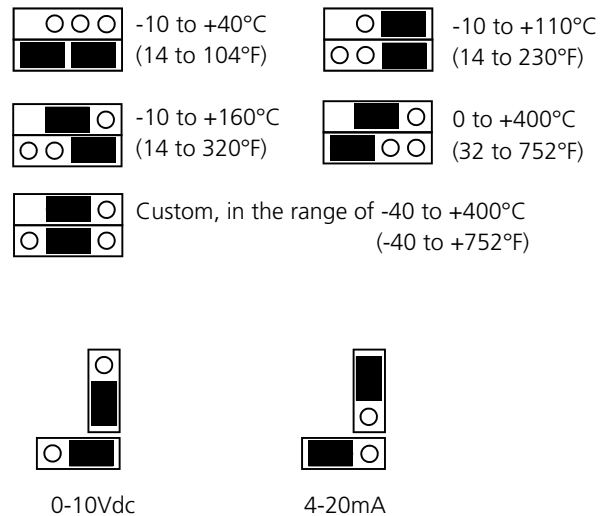 -10 to +40°C
(14 to 104°F)
-10 to +110°C
(14 to 230°F)
-10 to +160°C
(14 to 320°F)
0 to +400°C
(32 to 752°F)
Custom, in the range of -40 to +400°C
(-40 to +752°F)
0-10Vdc
4-20mA